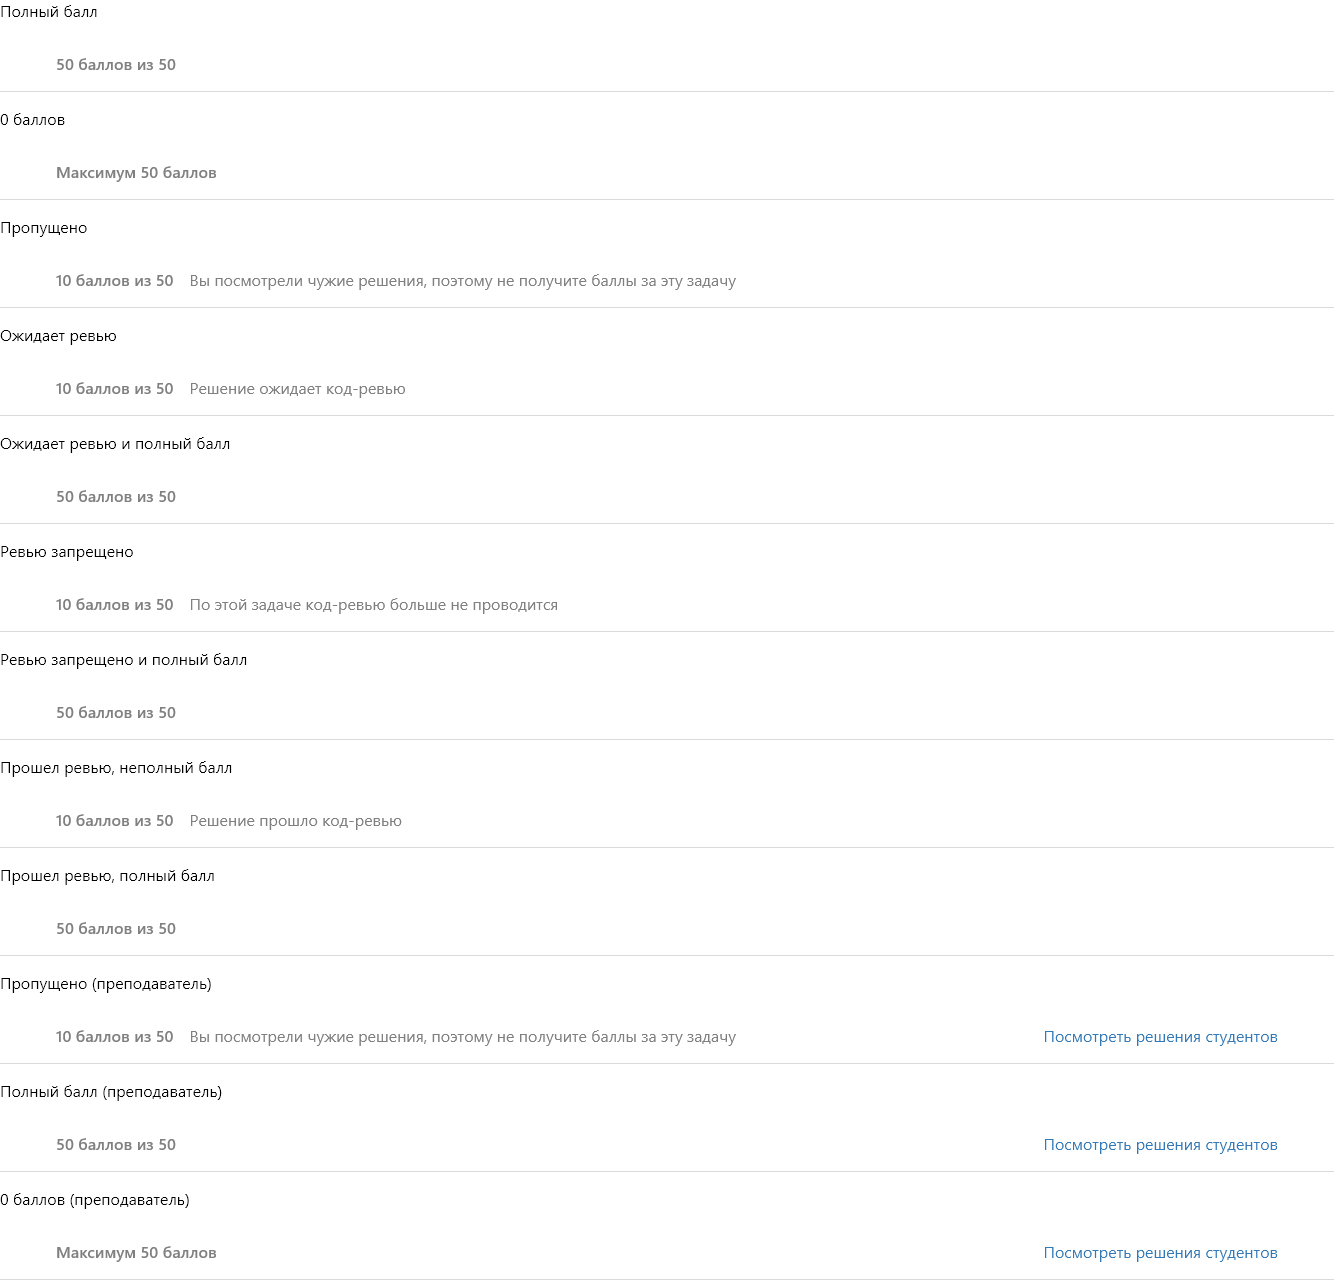 Полный балл
50 баллов из 50
0 баллов
Максимум 50 баллов
Пропущено
10 баллов из 50 Вы посмотрели чужие решения, поэтому не получите баллы за эту задачу
Ожидает ревью
10 баллов из 50 Решение ожидает код-ревью
Ожидает ревью и полный балл
50 баллов из 50
Ревью запрещено
10 баллов из 50 По этой задаче код-ревью больше не проводится
Ревью запрещено и полный балл
50 баллов из 50
Прошел ревью, неполный балл
10 баллов из 50 Решение прошло код-ревью
Прошел ревью, полный балл
50 баллов из 50
Пропущено (преподаватель)
10 баллов из 50 Вы посмотрели чужие решения, поэтому не получите баллы за эту задачу Посмотреть решения студентов
Полный балл (преподаватель)
50 баллов из 50 Посмотреть решения студентов
0 баллов (преподаватель)
Максимум 50 баллов Посмотреть решения студентов